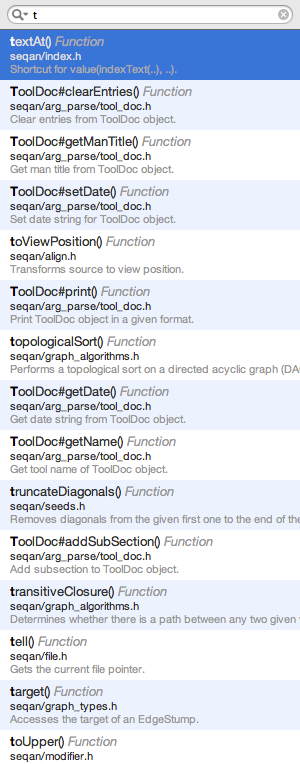 t
textAt() Function
seqan/index.h
Shortcut for value(indexText(..), ..).
ToolDoc#clearEntries() Function
seqan/arg_parse/tool_doc.h
Clear entries from ToolDoc object.
ToolDoc#getManTitle() Function
seqan/arg_parse/tool_doc.h
Get man title from ToolDoc object.
ToolDoc#setDate() Function
seqan/arg_parse/tool_doc.h
Set date string for ToolDoc object.
toViewPosition() Function
seqan/align.h
Transforms source to view position.
ToolDoc#print() Function
seqan/arg_parse/tool_doc.h
Print ToolDoc object in a given format.
topologicalSort() Function
seqan/graph_algorithms.h
Performs a topological sort on a directed acyclic graph (DA
ToolDoc#getDate() Function
seqan/arg_parse/tool_doc.h
Get date string from ToolDoc object.
ToolDoc#getName() Function
seqan/arg_parse/tool_doc.h
Get tool name of ToolDoc object.
truncateDiagonals() Function
seqan/seeds.h
Removes diagonals from the given first one to the end of the
ToolDoc#addSubSection() Function
seqan/arg_parse/tool_doc.h
Add subsection to ToolDoc object.
transitiveClosure() Function
seqan/graph_algorithms.h
Determines whether there is a path between any two given
tell() Function
seqan/file.h
Gets the current file pointer.
target() Function
seqan/graph_types.h
Accesses the target of an EdgeStump.
toUpper() Function
seqan/modifier.h